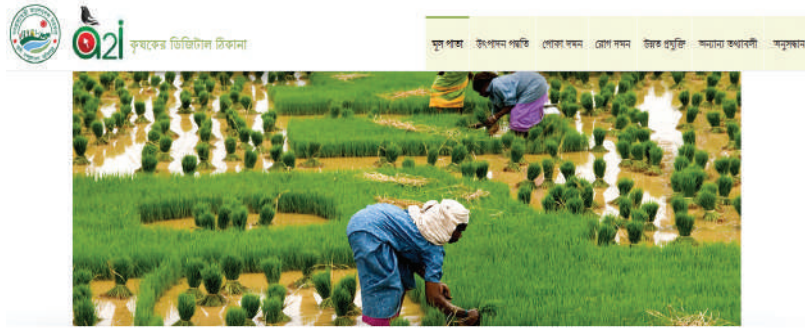 a2i
কৃষকের ডিজিটাল ঠিকানা
মূল পাতা উৎপাদন পদ্ধতি পোকা দমন রোগ দমন উন্নত প্রযুক্তি অন্যান্য তথ্যাবলী অনুসন্ধান